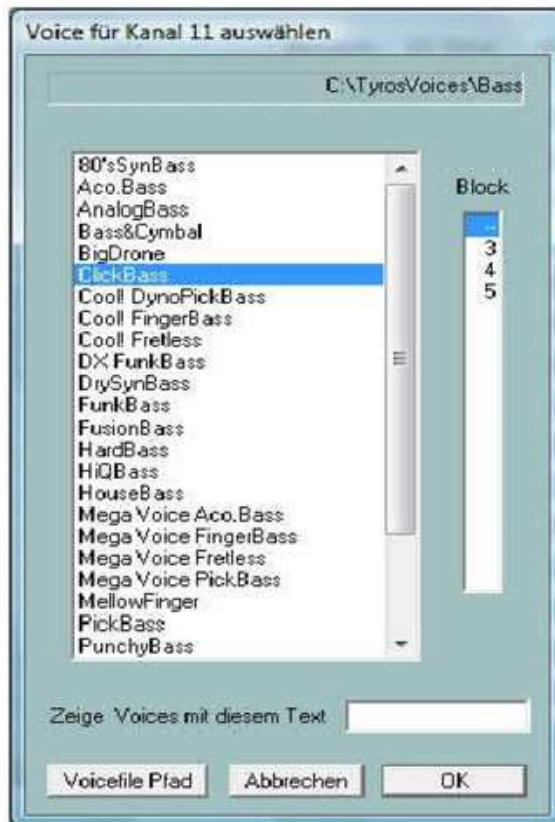 Voice für Kanal 11 auswählen
C:\TyrosVoices\Bass
80'sSynBass
Aco.Bass
AnalogBass
Bass&Cymbal
BigDrone
ClickBass
Cool! DynoPickBass
Cool! FingerBass
Cool! Fretless
DX FunkBass
DrySynBass
FunkBass
FusionBass
HardBass
HiQBass
HouseBass
Mega Voice Aco.Bass
Mega Voice FingerBass
Mega Voice Fretless
Mega Voice PickBass
MellowFinger
PickBass
PunchyBass
Block
..
3
4
5
Zeige Voices mit diesem Text
Voicefile Pfad
Abbrechen
OK